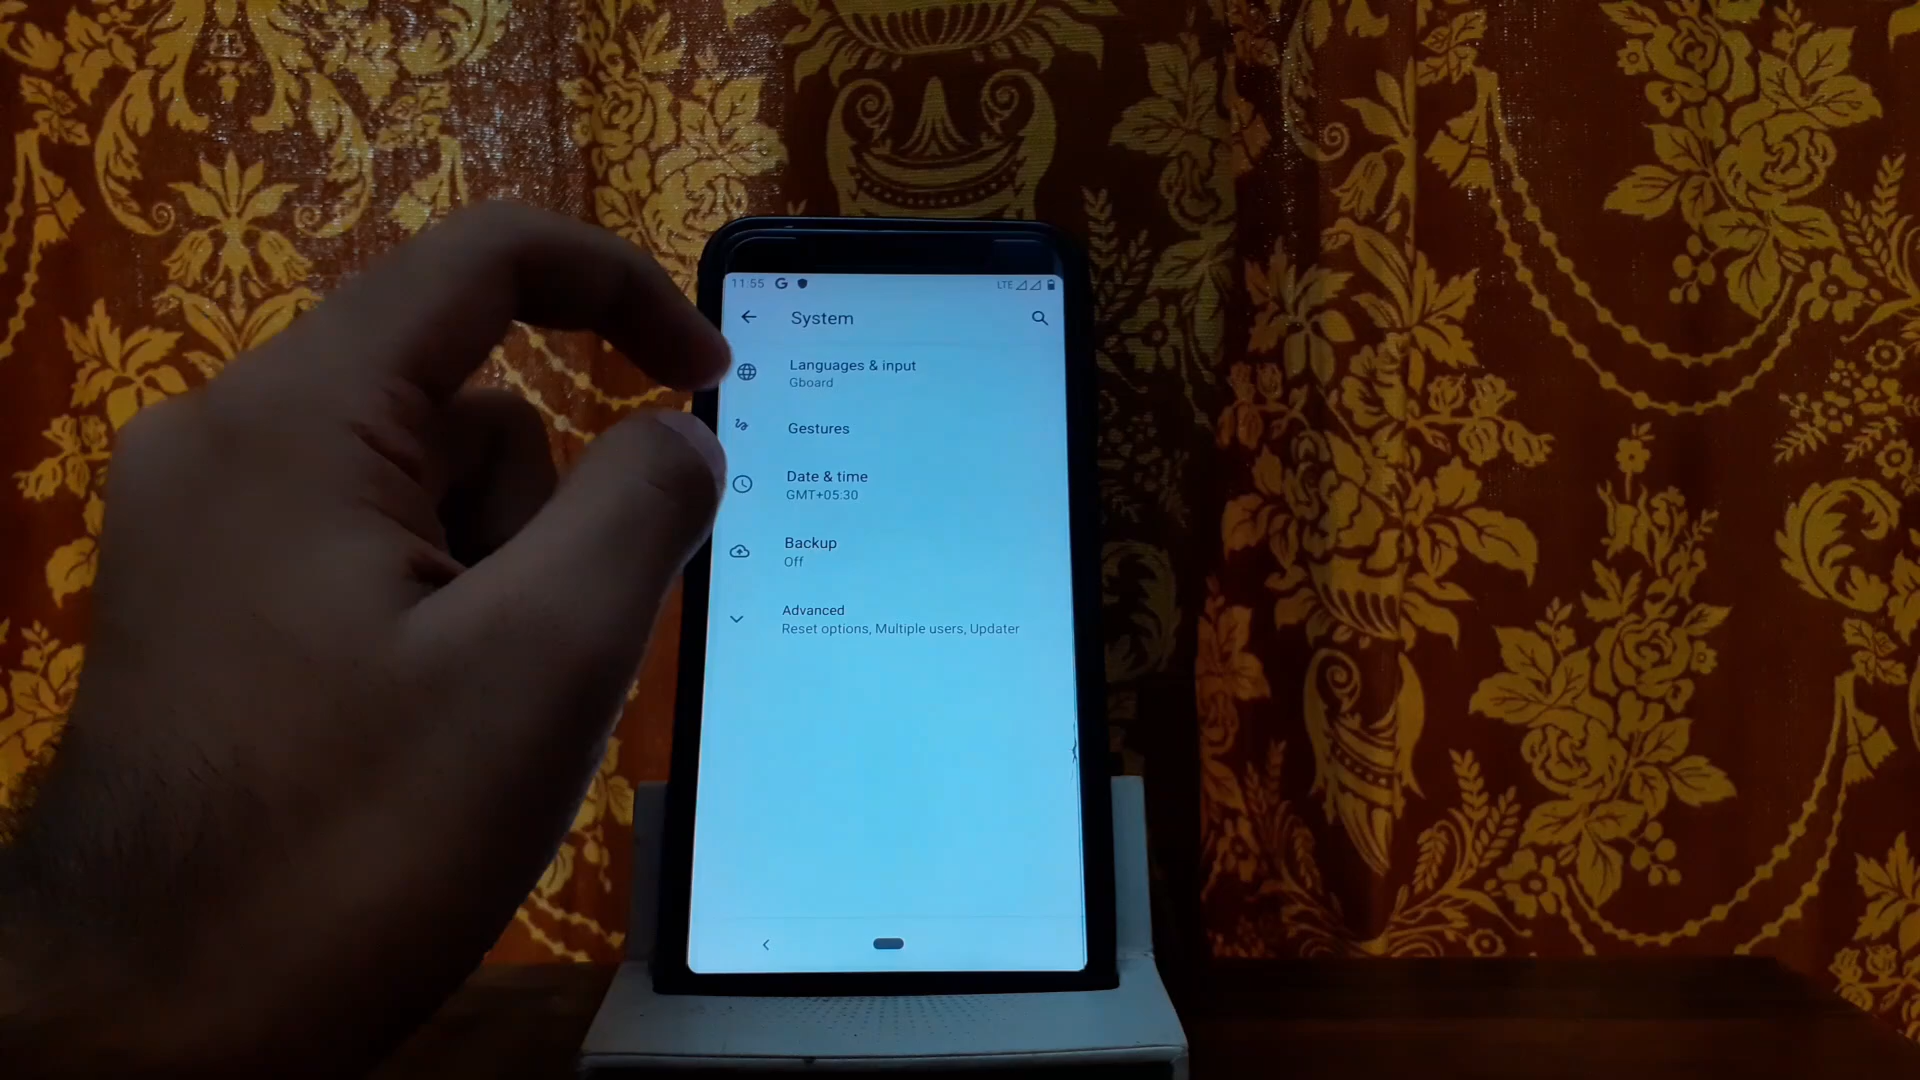 11:55 G LTE
System
Languages & input
Gboard
Gestures
Date & time
GMT+05:30
Backup
Off
Advanced
Reset options, Multiple users, Updater